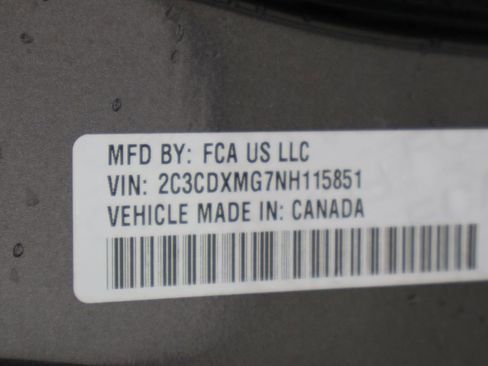 MFD BY: FCA US LLC
VIN: 2C3CDXMG7NH115851
VEHICLE MADE IN: CANADA